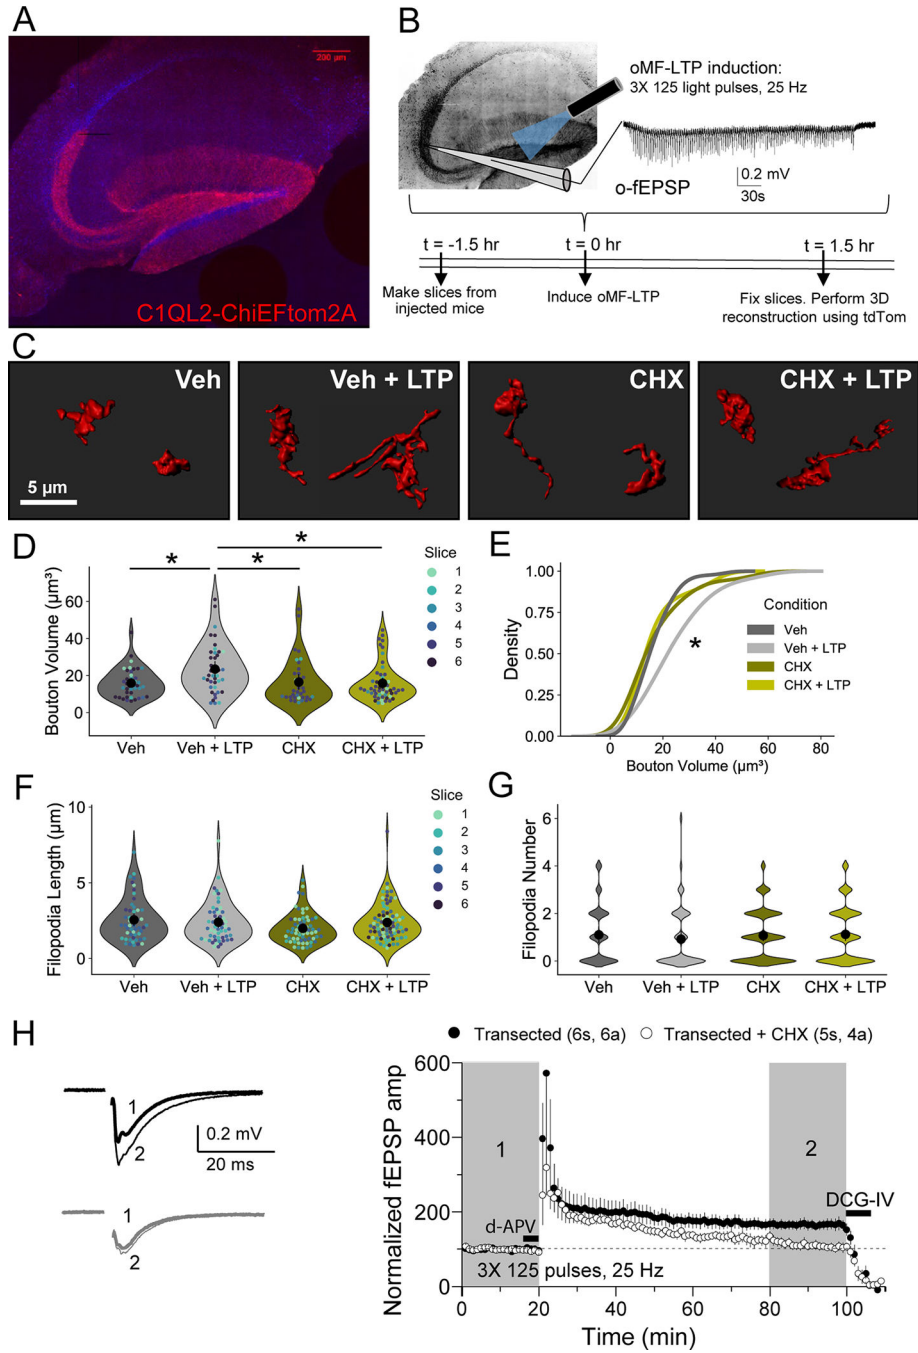 A
200 µm
C1QL2-ChiEFtom2A
B
oMF-LTP induction:
3X 125 light pulses, 25 Hz
o-fEPSP
0.2 mV
30s
t = -1.5 hr
t = 0 hr
t = 1.5 hr
Make slices from
injected mice
Induce oMF-LTP
Fix slices. Perform 3D
reconstruction using tdTom
C
Veh
Veh + LTP
CHX
CHX + LTP
5 µm
D
Bouton Volume (µm³)
60
40
20
0
*
*
*
Veh
Veh + LTP
CHX
CHX + LTP
Slice
1
2
3
4
5
6
E
Density
1.00
0.75
0.50
0.25
0.00
*
Condition
Veh
Veh + LTP
CHX
CHX + LTP
0
20
40
60
80
Bouton Volume (µm³)
F
Filopodia Length (µm)
10
5
0
Veh
Veh + LTP
CHX
CHX + LTP
Slice
1
2
3
4
5
6
G
Filopodia Number
6
4
2
0
Veh
Veh + LTP
CHX
CHX + LTP
H
1
2
0.2 mV
20 ms
1
2
Transected (6s, 6a)
Transected + CHX (5s, 4a)
Normalized fEPSP amp
600
400
200
0
1
2
d-APV
DCG-IV
3X 125 pulses, 25 Hz
0
20
40
60
80
100
Time (min)